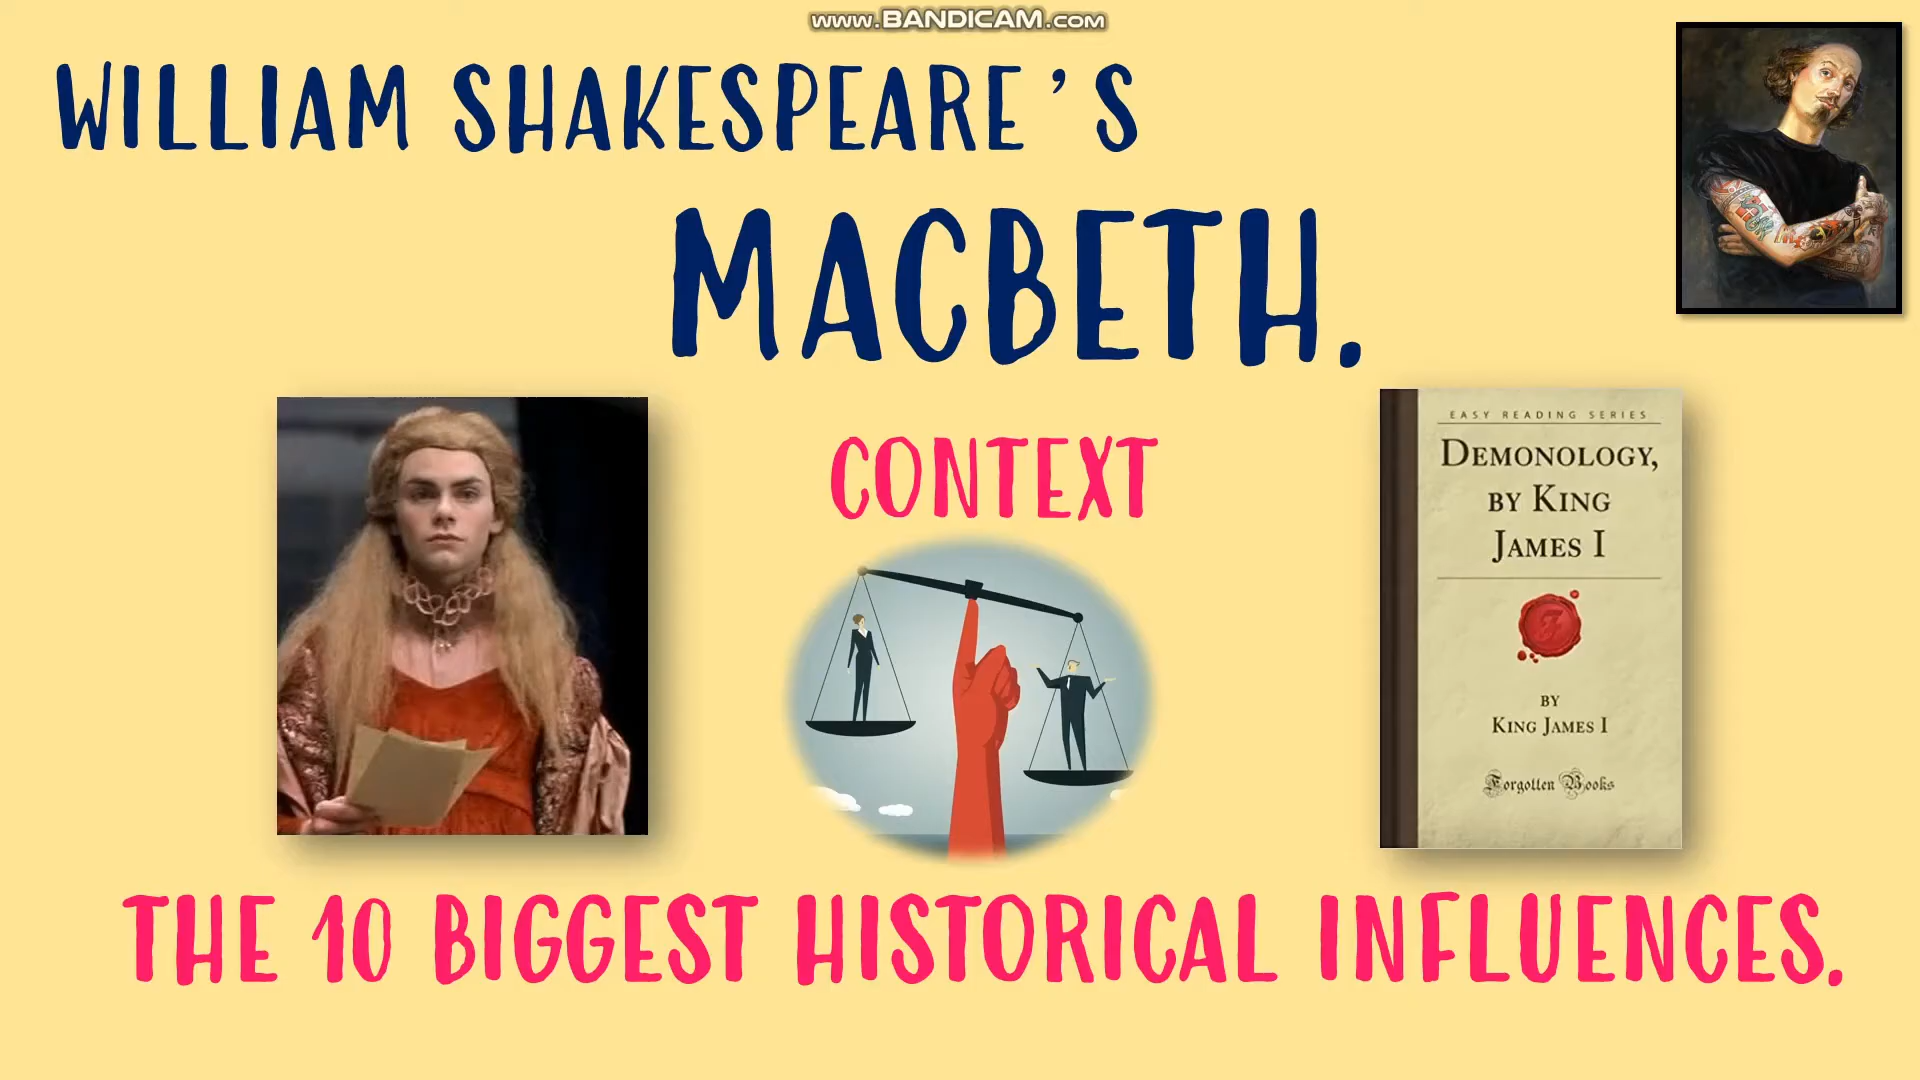 www.BANDICAM.com
WILLIAM SHAKESPEARE'S
MACBETH.
CONTEXT
EASY READING SERIES
DEMONOLOGY,
BY KING
JAMES I
BY
KING JAMES I
Forgotten Books
THE 10 BIGGEST HISTORICAL INFLUENCES.